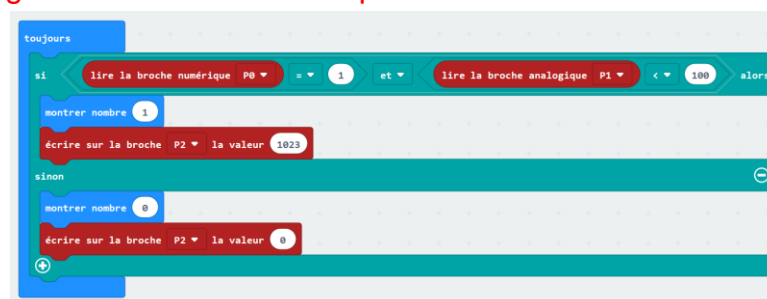 toujours
si lire la broche numérique P0 = 1 et lire la broche analogique P1 < 100 alors
montrer nombre 1
écrire sur la broche P2 la valeur 1023
sinon
montrer nombre 0
écrire sur la broche P2 la valeur 0